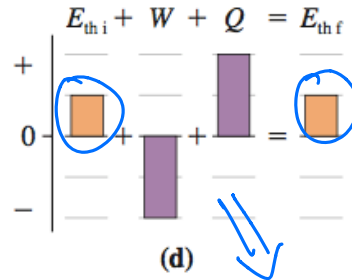 E_th i + W + Q = E_th f
+
0 + + =
−
(d)